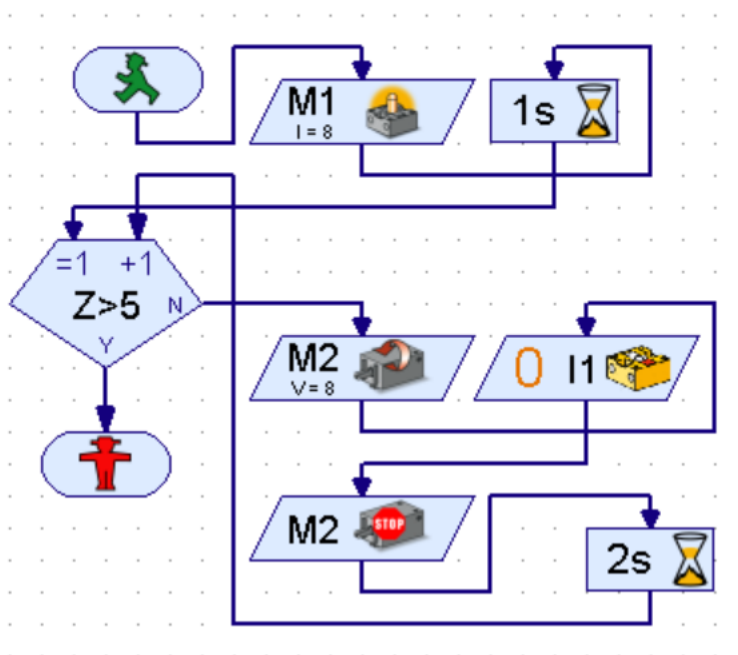 M1
I = 8
1s
=1 +1
Z>5
N
Y
M2
V = 8
0 I1
M2
STOP
2s